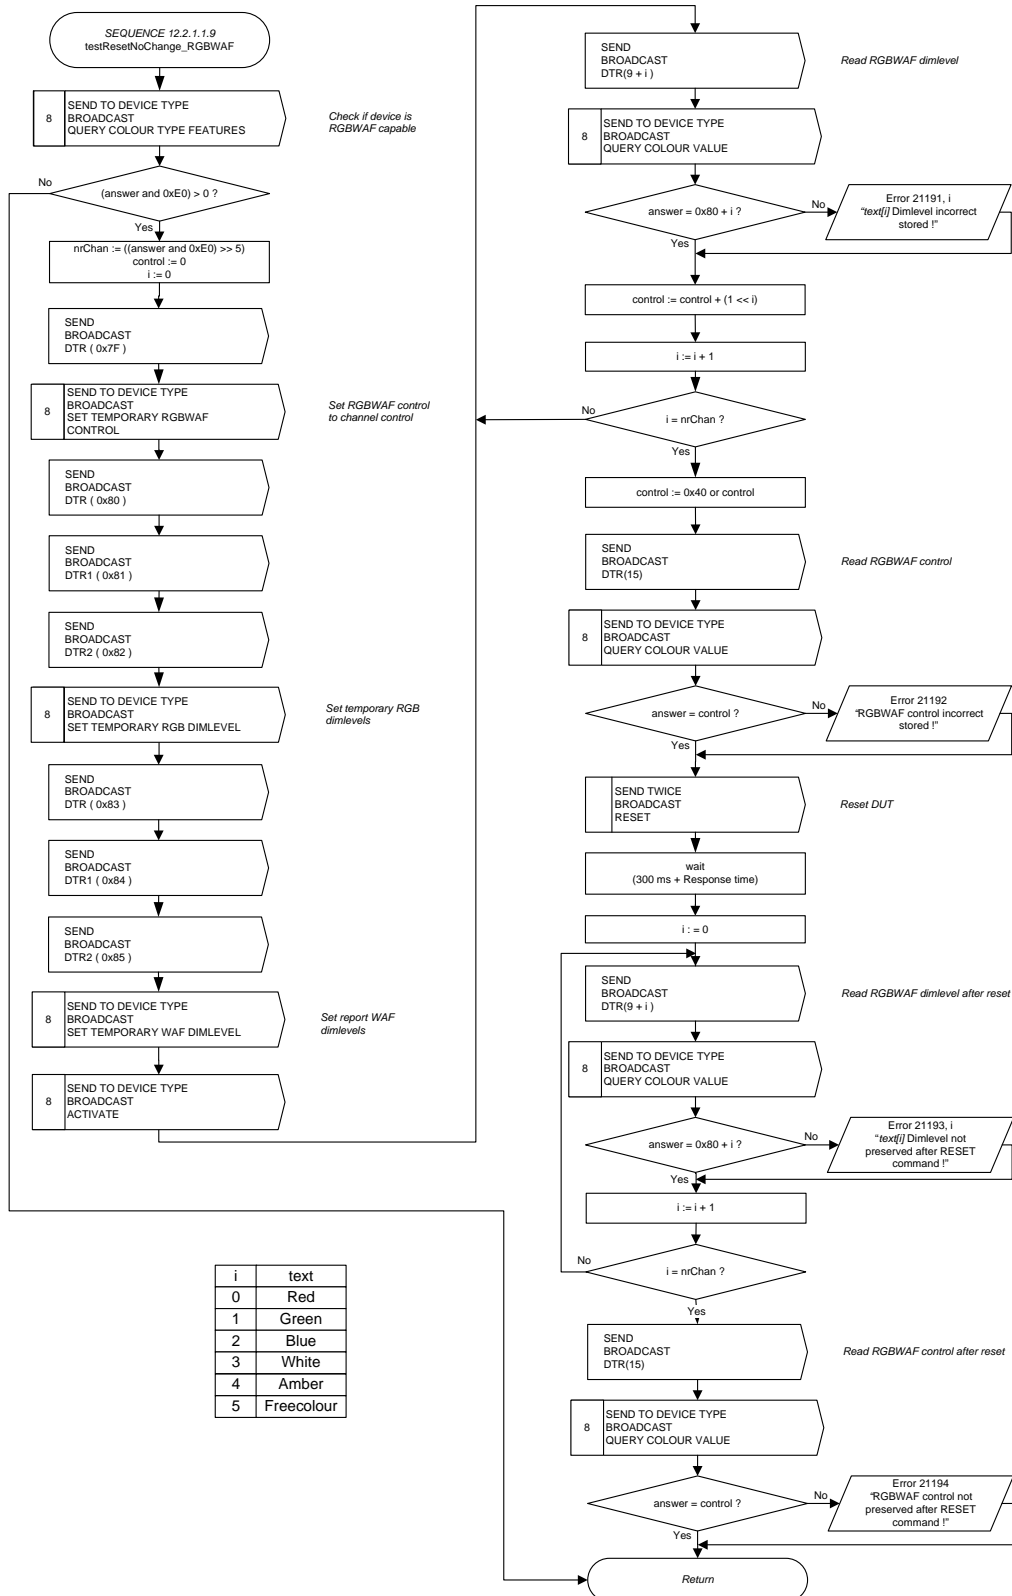 SEQUENCE 12.2.1.1.9
testResetNoChange_RGBWAF
8
SEND TO DEVICE TYPE
BROADCAST
QUERY COLOUR TYPE FEATURES
Check if device is
RGBWAF capable
No
(answer and 0xE0) > 0 ?
Yes
nrChan := ((answer and 0xE0) >> 5)
control := 0
i := 0
SEND
BROADCAST
DTR ( 0x7F)
8
SEND TO DEVICE TYPE
BROADCAST
SET TEMPORARY RGBWAF
CONTROL
Set RGBWAF control
to channel control
SEND
BROADCAST
DTR ( 0x80 )
SEND
BROADCAST
DTR1 ( 0x81 )
SEND
BROADCAST
DTR2 ( 0x82 )
8
SEND TO DEVICE TYPE
BROADCAST
SET TEMPORARY RGB DIMLEVEL
Set temporary RGB
dimlevels
SEND
BROADCAST
DTR ( 0x83 )
SEND
BROADCAST
DTR1 ( 0x84 )
SEND
BROADCAST
DTR2 ( 0x85 )
8
SEND TO DEVICE TYPE
BROADCAST
SET TEMPORARY WAF DIMLEVEL
Set report WAF
dimlevels
8
SEND TO DEVICE TYPE
BROADCAST
ACTIVATE
i text
0 Red
1 Green
2 Blue
3 White
4 Amber
5 Freecolour
SEND
BROADCAST
DTR(9 + i )
Read RGBWAF dimlevel
8
SEND TO DEVICE TYPE
BROADCAST
QUERY COLOUR VALUE
answer = 0x80 + i ?
No
Error 21191, i
“text[i] Dimlevel incorrect
stored !”
Yes
control := control + (1 << i)
i := i + 1
No
i = nrChan ?
Yes
control := 0x40 or control
SEND
BROADCAST
DTR(15)
Read RGBWAF control
8
SEND TO DEVICE TYPE
BROADCAST
QUERY COLOUR VALUE
answer = control ?
No
Error 21192
“RGBWAF control incorrect
stored !”
Yes
SEND TWICE
BROADCAST
RESET
Reset DUT
wait
(300 ms + Response time)
i : = 0
SEND
BROADCAST
DTR(9 + i )
Read RGBWAF dimlevel after reset
8
SEND TO DEVICE TYPE
BROADCAST
QUERY COLOUR VALUE
answer = 0x80 + i ?
No
Error 21193, i
“text[i] Dimlevel not
preserved after RESET
command !”
Yes
i := i + 1
No
i = nrChan ?
Yes
SEND
BROADCAST
DTR(15)
Read RGBWAF control after reset
8
SEND TO DEVICE TYPE
BROADCAST
QUERY COLOUR VALUE
answer = control ?
No
Error 21194
“RGBWAF control not
preserved after RESET
command !”
Yes
Return